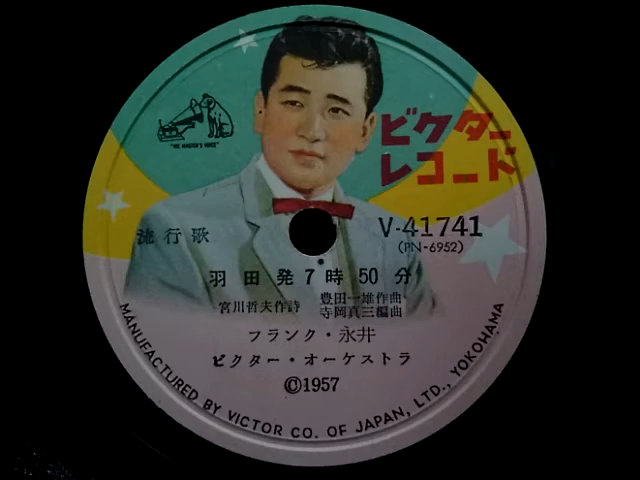 "HIS MASTER'S VOICE"
ビクター
レコード
流行歌
V-41741
(PN-6952)
羽田発7時50分
宮川哲夫作詩 豊田一雄作曲
寺岡真三編曲
フランク・永井
ビクター・オーケストラ
©1957
MANUFACTURED BY VICTOR CO. OF JAPAN, LTD., YOKOHAMA